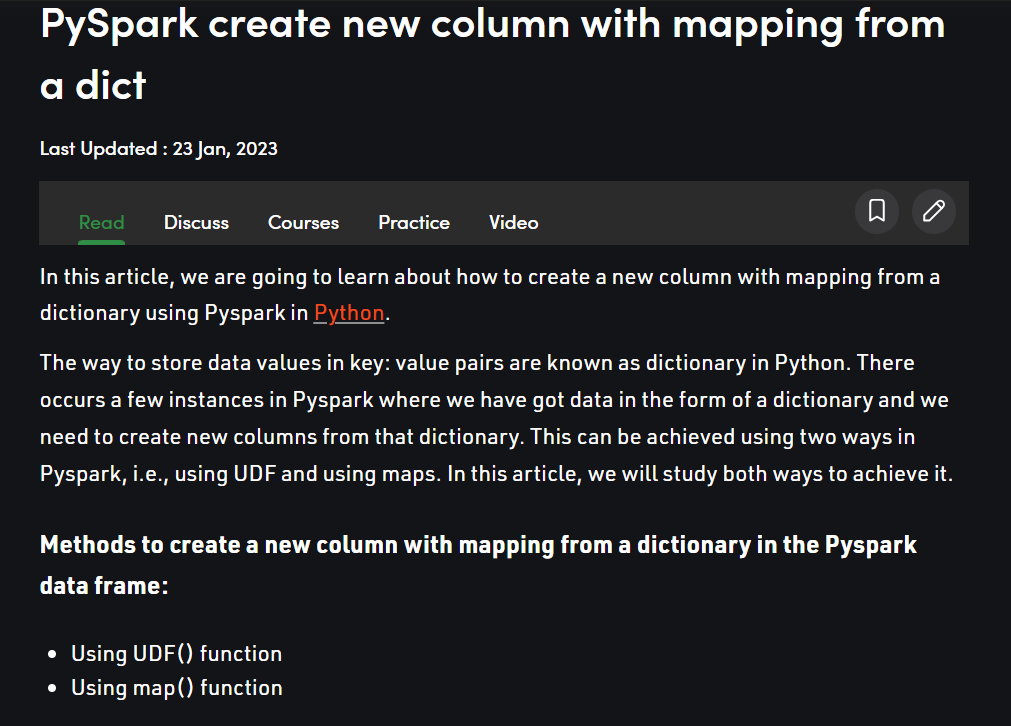 PySpark create new column with mapping from
a dict
Last Updated : 23 Jan, 2023
Read Discuss Courses Practice Video
In this article, we are going to learn about how to create a new column with mapping from a
dictionary using Pyspark in Python.
The way to store data values in key: value pairs are known as dictionary in Python. There
occurs a few instances in Pyspark where we have got data in the form of a dictionary and we
need to create new columns from that dictionary. This can be achieved using two ways in
Pyspark, i.e., using UDF and using maps. In this article, we will study both ways to achieve it.
Methods to create a new column with mapping from a dictionary in the Pyspark
data frame:
• Using UDF() function
• Using map() function